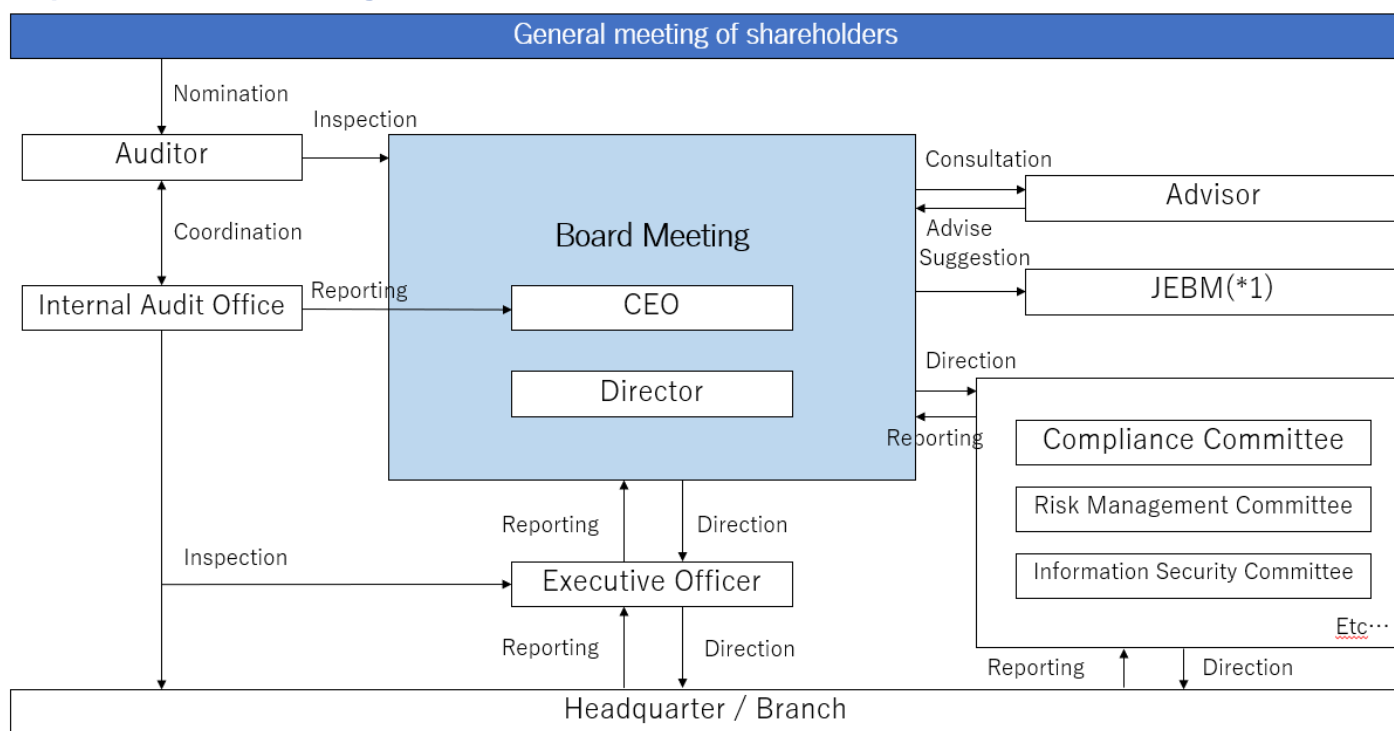 General meeting of shareholders
Nomination
Inspection
Auditor
Consultation
Advisor
Coordination
Board Meeting
Advise
Suggestion
Internal Audit Office
Reporting
CEO
JEBM(*1)
Direction
Director
Reporting
Compliance Committee
Risk Management Committee
Reporting
Direction
Inspection
Executive Officer
Information Security Committee
Etc…
Reporting
Direction
Reporting
Direction
Headquarter / Branch